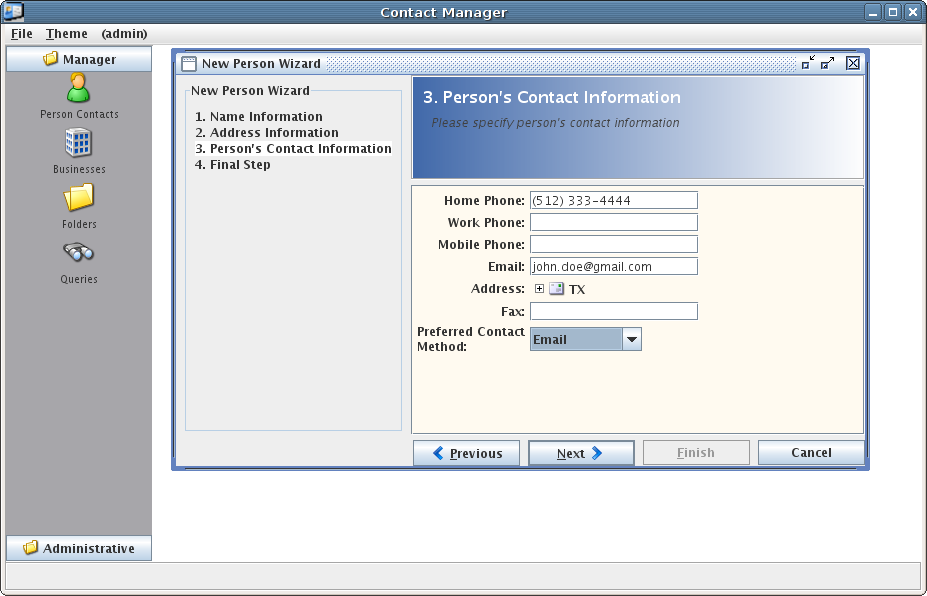 Contact Manager
File Theme (admin)
Manager
Person Contacts
Businesses
Folders
Queries
Administrative
New Person Wizard
New Person Wizard
1. Name Information
2. Address Information
3. Person's Contact Information
4. Final Step
3. Person's Contact Information
Please specify person's contact information
Home Phone: (512) 333-4444
Work Phone:
Mobile Phone:
Email: john.doe@gmail.com
Address: TX
Fax:
Preferred Contact
Method: Email
Previous Next Finish Cancel